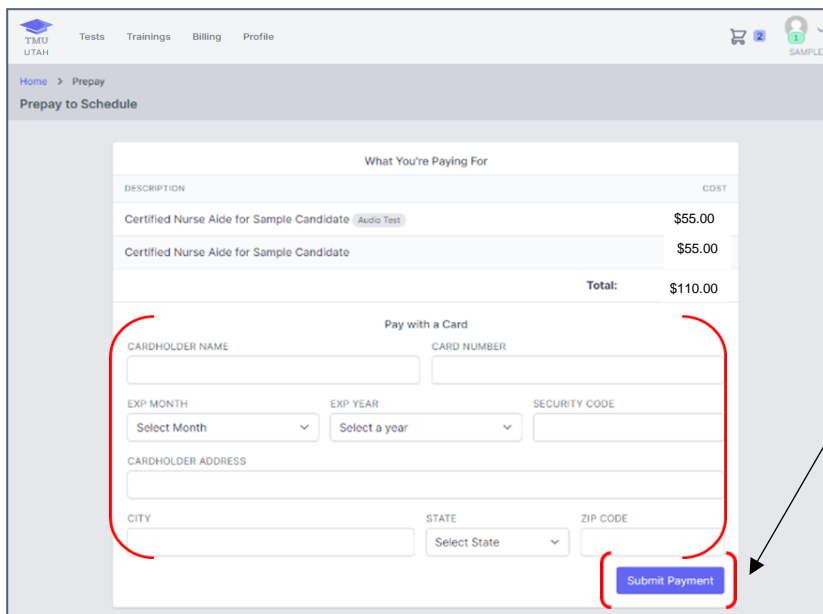 TMU
UTAH
Tests Trainings Billing Profile
2
1
SAMPLE
Home > Prepay
Prepay to Schedule
What You're Paying For
DESCRIPTION COST
Certified Nurse Aide for Sample Candidate Audio Test $55.00
Certified Nurse Aide for Sample Candidate $55.00
Total: $110.00
Pay with a Card
CARDHOLDER NAME CARD NUMBER
EXP MONTH EXP YEAR SECURITY CODE
Select Month Select a year
CARDHOLDER ADDRESS
CITY STATE ZIP CODE
Select State
Submit Payment